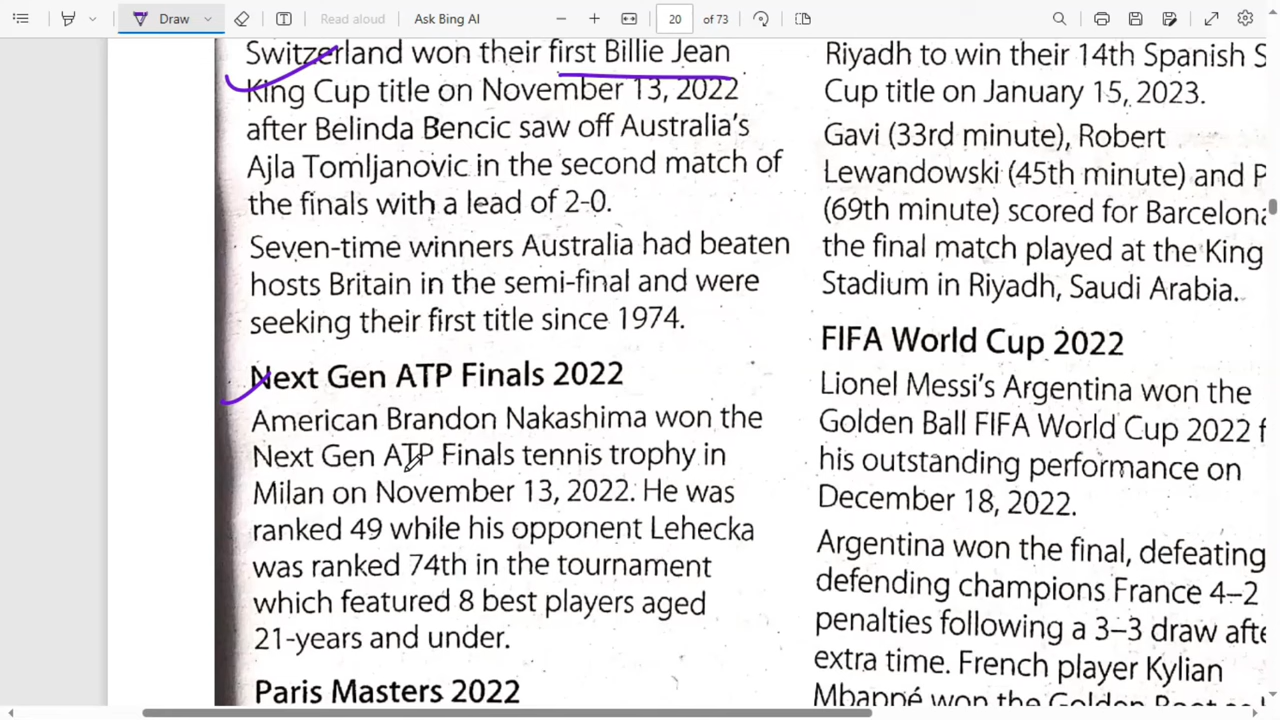 Draw
Read aloud
Ask Bing AI
20 of 73
Switzerland won their first Billie Jean
King Cup title on November 13, 2022
after Belinda Bencic saw off Australia's
Ajla Tomljanovic in the second match of
the finals with a lead of 2-0.
Seven-time winners Australia had beaten
hosts Britain in the semi-final and were
seeking their first title since 1974.
Next Gen ATP Finals 2022
American Brandon Nakashima won the
Next Gen ATP Finals tennis trophy in
Milan on November 13, 2022. He was
ranked 49 while his opponent Lehecka
was ranked 74th in the tournament
which featured 8 best players aged
21-years and under.
Paris Masters 2022
Riyadh to win their 14th Spanish S
Cup title on January 15, 2023.
Gavi (33rd minute), Robert
Lewandowski (45th minute) and P
(69th minute) scored for Barcelona
the final match played at the King
Stadium in Riyadh, Saudi Arabia.
FIFA World Cup 2022
Lionel Messi's Argentina won the
Golden Ball FIFA World Cup 2022 f
his outstanding performance on
December 18, 2022.
Argentina won the final, defeating
defending champions France 4–2
penalties following a 3–3 draw afte
extra time. French player Kylian
Mbappé won the Golden Boot